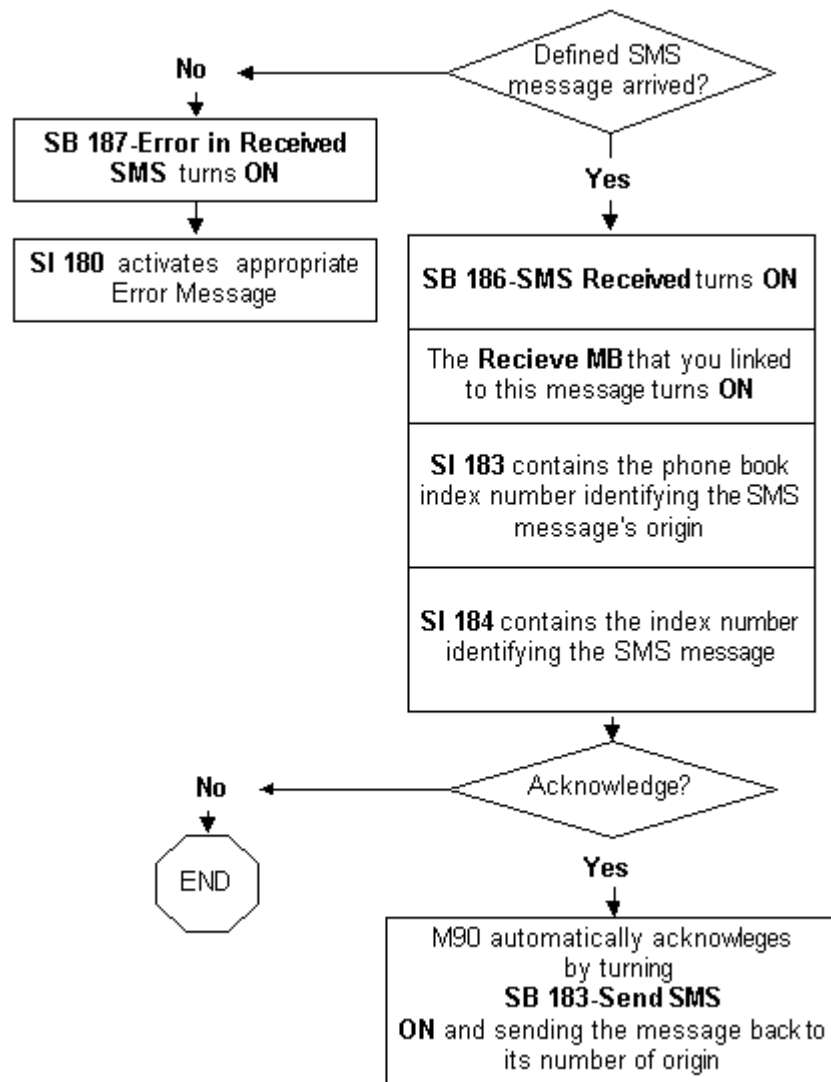 Defined SMS
message arrived?
No
SB 187-Error in Received
SMS turns ON
SI 180 activates appropriate
Error Message
Yes
SB 186-SMS Received turns ON
The Recieve MB that you linked
to this message turns ON
SI 183 contains the phone book
index number identifying the SMS
message's origin
SI 184 contains the index number
identifying the SMS message
Acknowledge?
No
END
Yes
M90 automatically acknowleges
by turning
SB 183-Send SMS
ON and sending the message back to
its number of origin